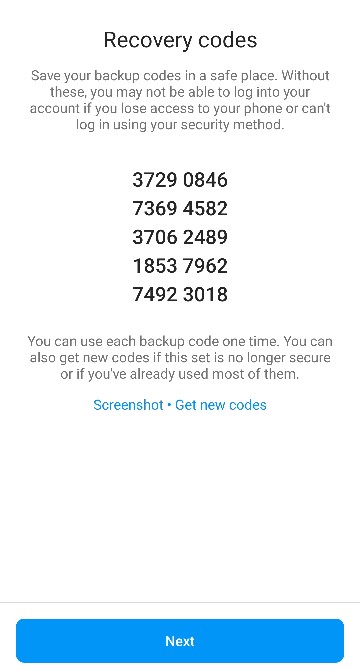 Recovery codes
Save your backup codes in a safe place. Without
these, you may not be able to log into your
account if you lose access to your phone or can't
log in using your security method.
3729 0846
7369 4582
3706 2489
1853 7962
7492 3018
You can use each backup code one time. You can
also get new codes if this set is no longer secure
or if you've already used most of them.
Screenshot • Get new codes
Next